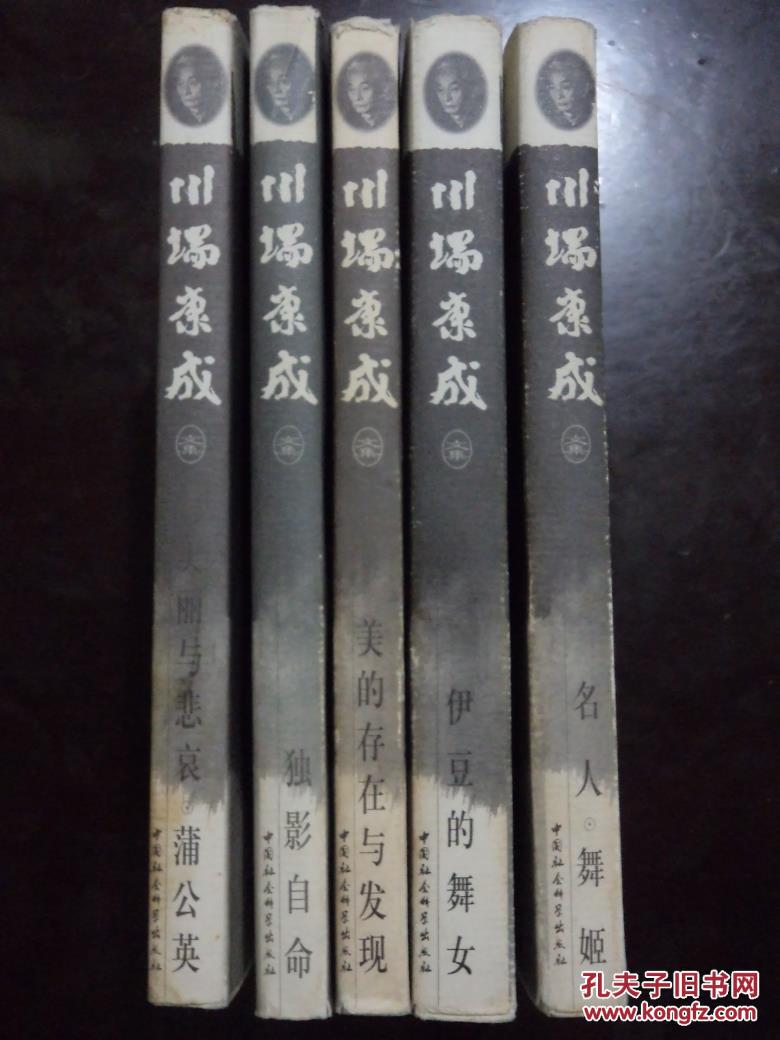 川端康成
文集
美丽与悲哀·蒲公英
中国社会科学出版社
川端康成
文集
独影自命
中国社会科学出版社
川端康成
文集
美的存在与发现
中国社会科学出版社
川端康成
文集
伊豆的舞女
中国社会科学出版社
川端康成
文集
名人·舞姬
中国社会科学出版社
孔夫子旧书网
www.kongfz.com